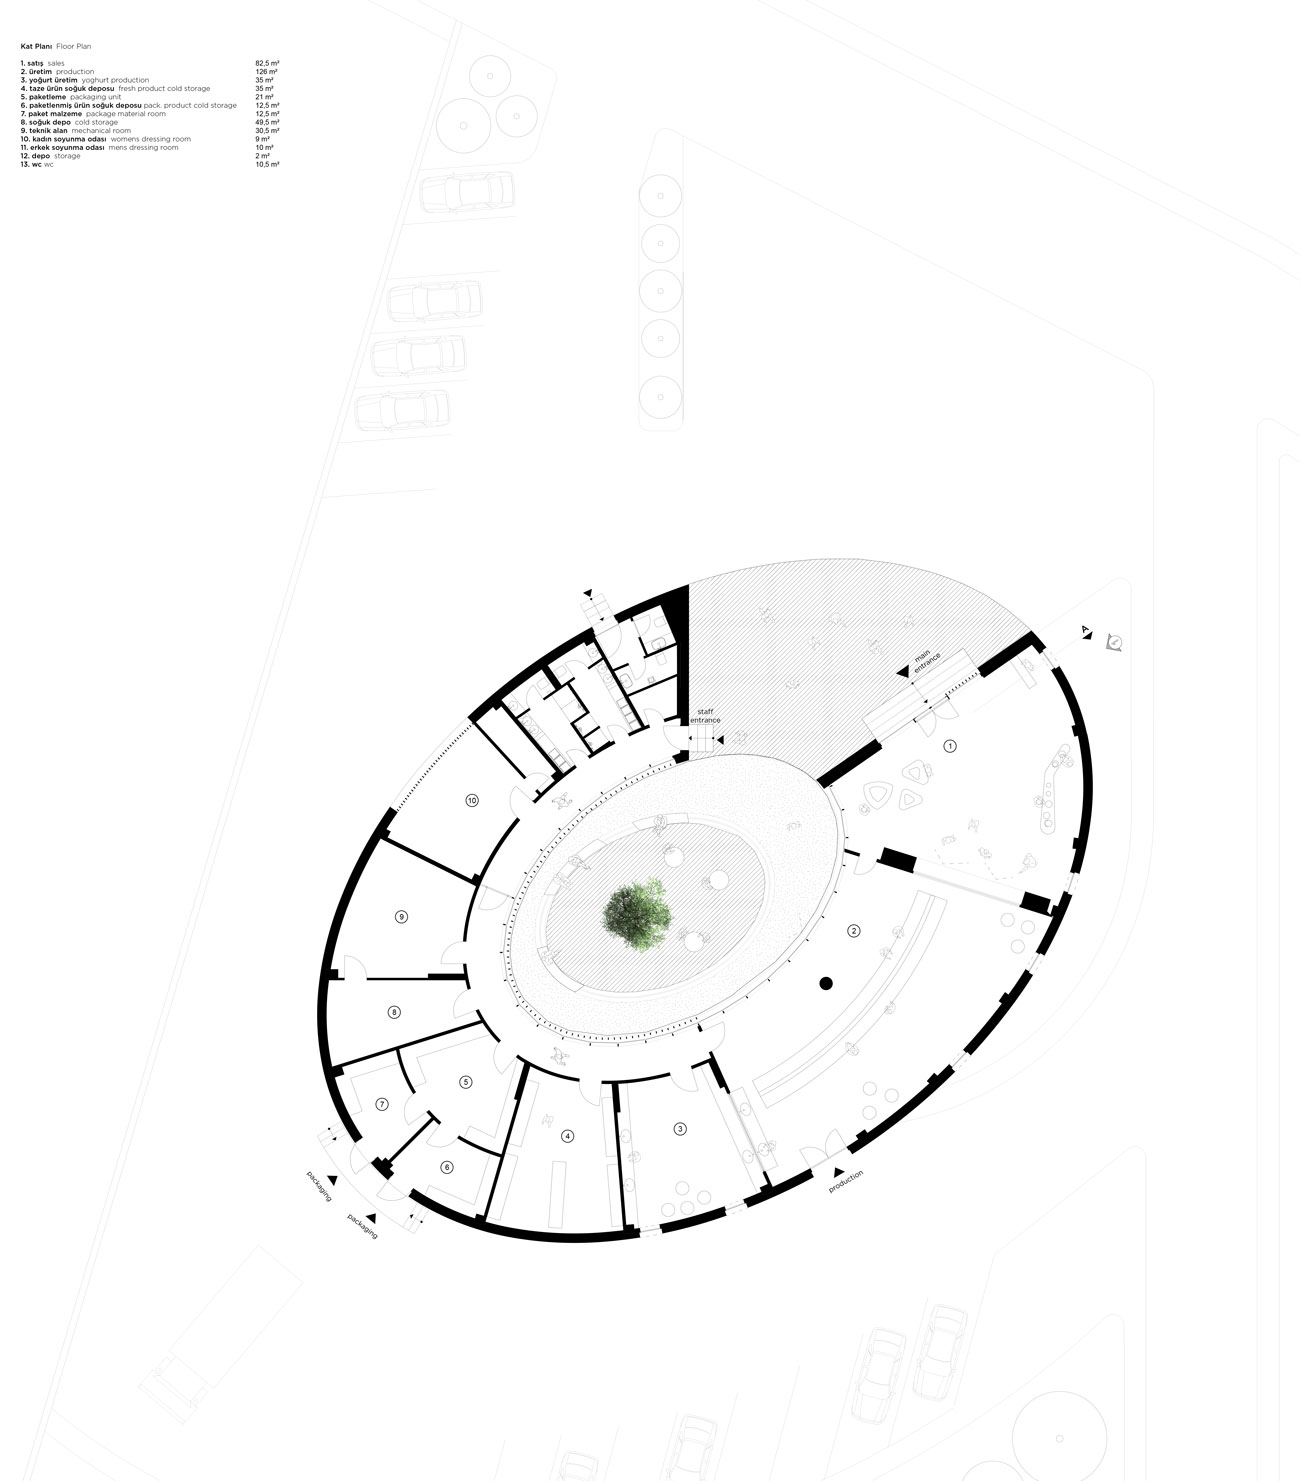 Kat Planı Floor Plan
1. satış sales 82,5 m²
2. üretim production 126 m²
3. yoğurt üretim yoghurt production 35 m²
4. taze ürün soğuk deposu fresh product cold storage 35 m²
5. paketleme packaging unit 21 m²
6. paketlenmiş ürün soğuk deposu pack. product cold storage 12,5 m²
7. paket malzeme package material room 12,5 m²
8. soğuk depo cold storage 49,5 m²
9. teknik alan mechanical room 30,5 m²
10. kadın soyunma odası womens dressing room 9 m²
11. erkek soyunma odası mens dressing room 10 m²
12. depo storage 2 m²
13. wc wc 10,5 m²
A
main
entrance
staff
entrance
1
10
9
2
8
5
7
3
4
6
packaging
production
packaging